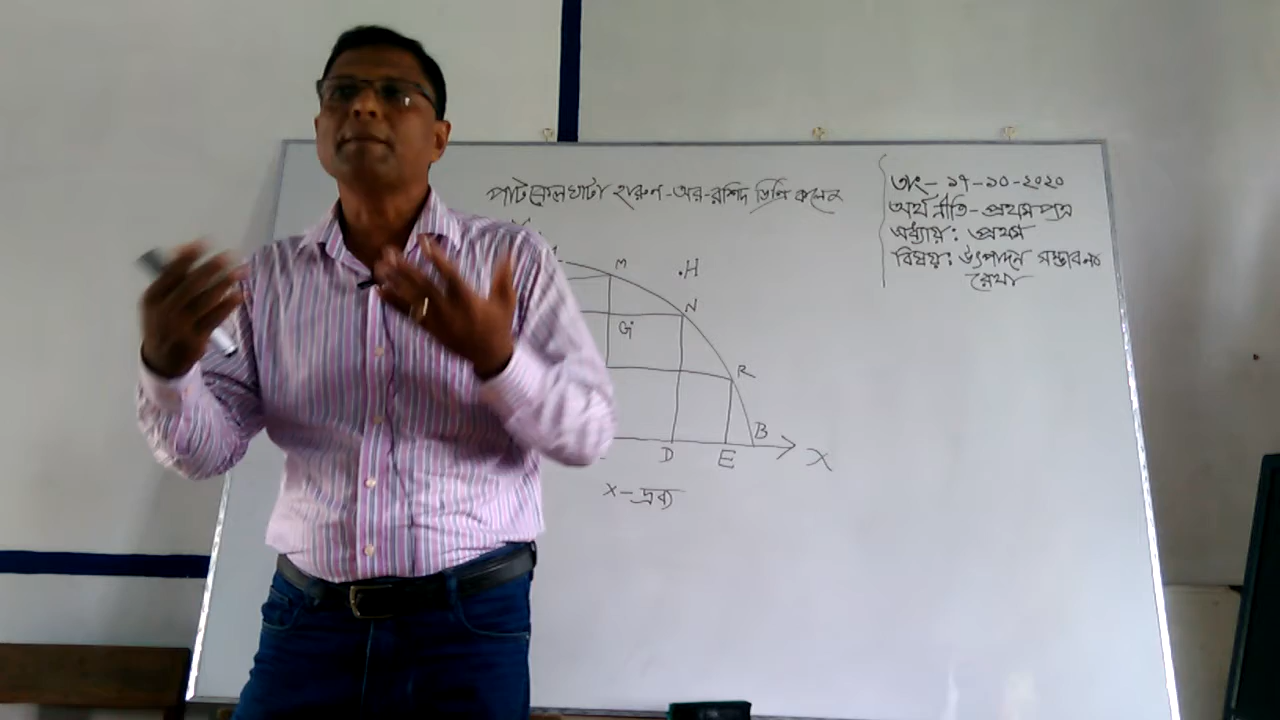 পাটকেলঘাটা হারুণ-অর-রশিদ ডিগ্রি কলেজ
তাং- ১৭-১০-২০২০
অর্থনীতি-প্রথমপত্র
অধ্যায়: প্রথম
বিষয়: উৎপাদন সম্ভাবনা
রেখা
M
.H
N
G
R
B
D
E
X
X-দ্রব্য